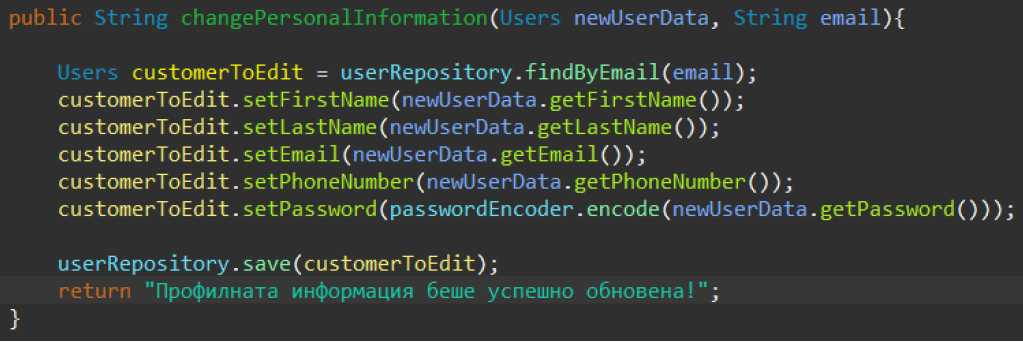 public String changePersonalInformation(Users newUserData, String email){
Users customerToEdit = userRepository.findByEmail(email);
customerToEdit.setFirstName(newUserData.getFirstName());
customerToEdit.setLastName(newUserData.getLastName());
customerToEdit.setEmail(newUserData.getEmail());
customerToEdit.setPhoneNumber(newUserData.getPhoneNumber());
customerToEdit.setPassword(passwordEncoder.encode(newUserData.getPassword()));
userRepository.save(customerToEdit);
return "Профилната информация беше успешно обновена!";
}